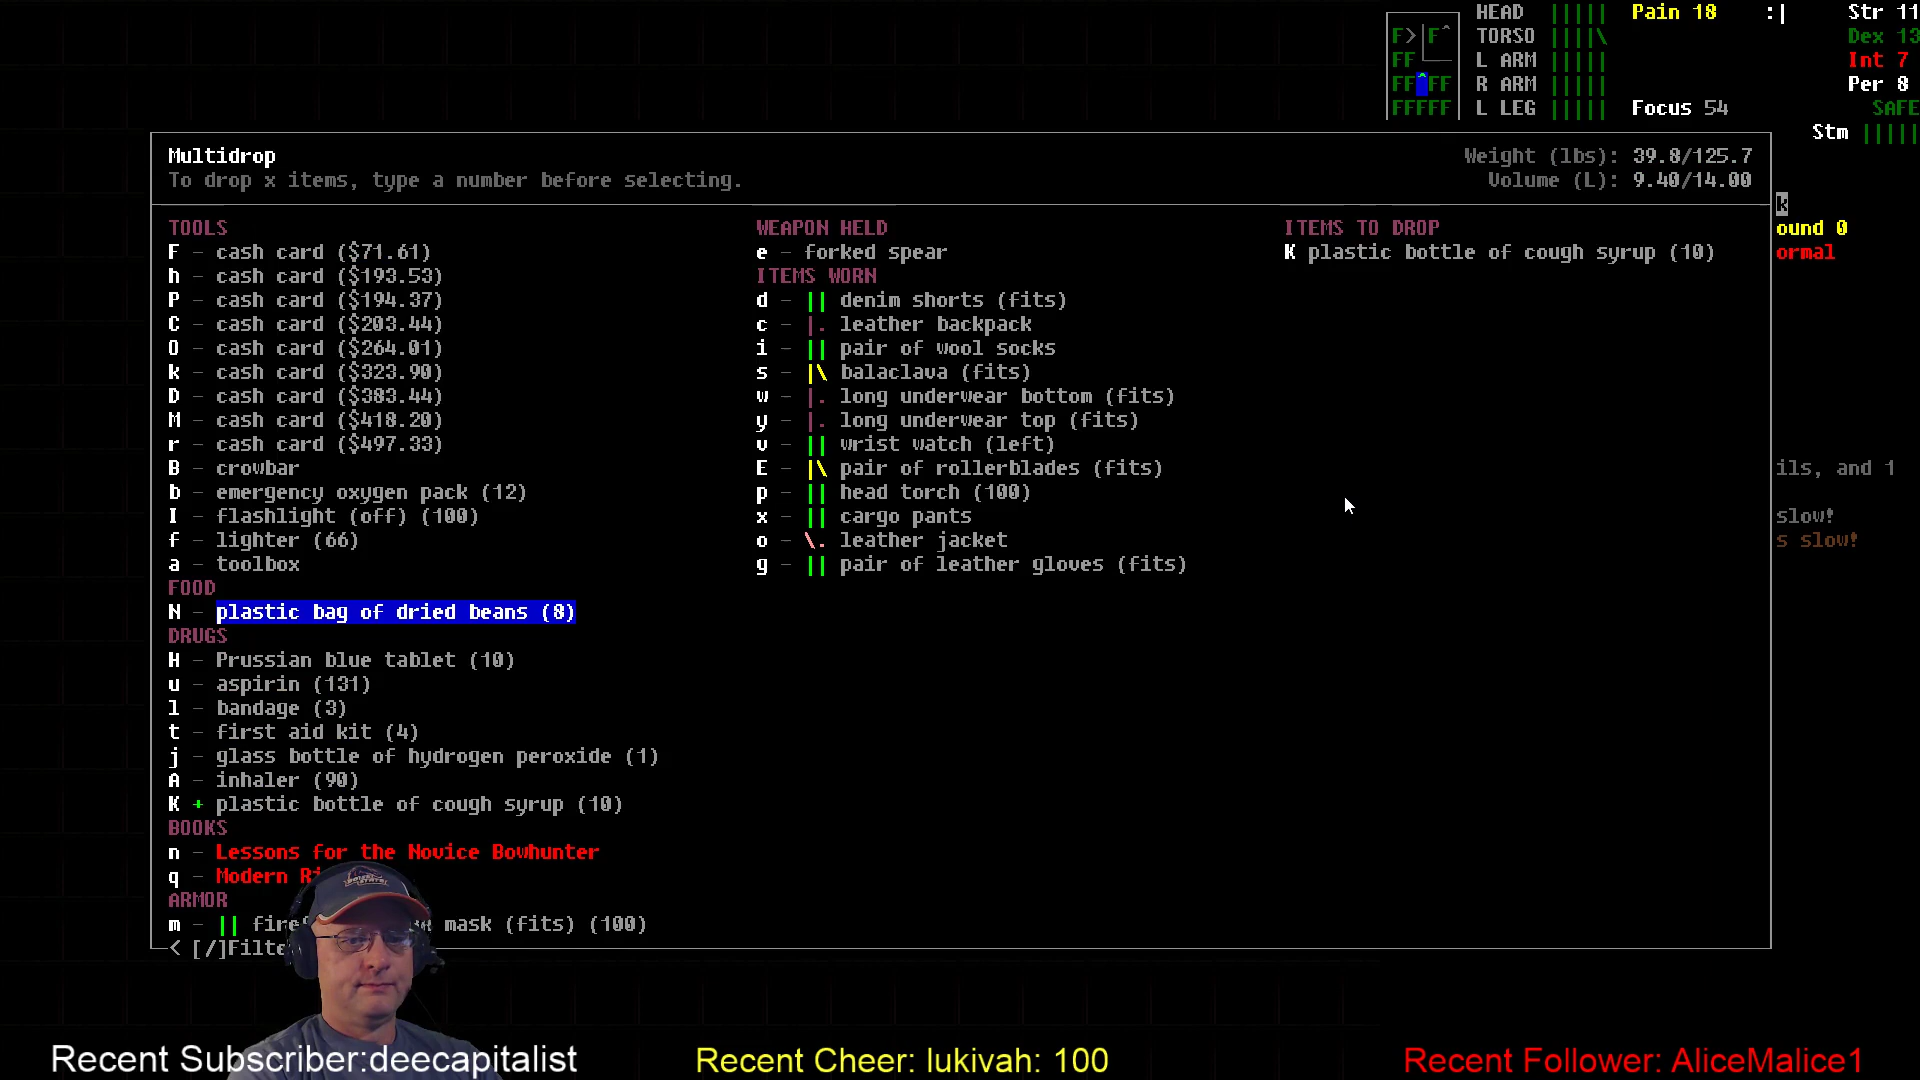 HEAD ||||| Pain 18 :| Str 11
F>|F^ TORSO ||||\ Dex 13
FF L ARM ||||| Int 7
FF^FF R ARM ||||| Per 8
FFFFF L LEG ||||| Focus 54 SAFE
Stm |||||
Multidrop Weight (lbs): 39.8/125.7
To drop x items, type a number before selecting. Volume (L): 9.40/14.00
k
ound 0
ormal
ils, and 1
slow!
s slow!
TOOLS
F - cash card ($71.61)
h - cash card ($193.53)
P - cash card ($194.37)
C - cash card ($203.44)
O - cash card ($264.01)
k - cash card ($323.90)
D - cash card ($383.44)
M - cash card ($418.20)
r - cash card ($497.33)
B - crowbar
b - emergency oxygen pack (12)
I - flashlight (off) (100)
f - lighter (66)
a - toolbox
FOOD
N - plastic bag of dried beans (8)
DRUGS
H - Prussian blue tablet (10)
u - aspirin (131)
l - bandage (3)
t - first aid kit (4)
j - glass bottle of hydrogen peroxide (1)
A - inhaler (90)
K + plastic bottle of cough syrup (10)
BOOKS
n - Lessons for the Novice Bowhunter
q - Modern Ri
ARMOR
m - || fire mask (fits) (100)
< [/]Filte
WEAPON HELD
e - forked spear
ITEMS WORN
d - || denim shorts (fits)
c - |. leather backpack
i - || pair of wool socks
s - |\ balaclava (fits)
w - |. long underwear bottom (fits)
y - |. long underwear top (fits)
v - || wrist watch (left)
E - |\ pair of rollerblades (fits)
p - || head torch (100)
x - || cargo pants
o - \. leather jacket
g - || pair of leather gloves (fits)
ITEMS TO DROP
K plastic bottle of cough syrup (10)
Recent Subscriber:deecapitalist
Recent Cheer: lukivah: 100
Recent Follower: AliceMalice1